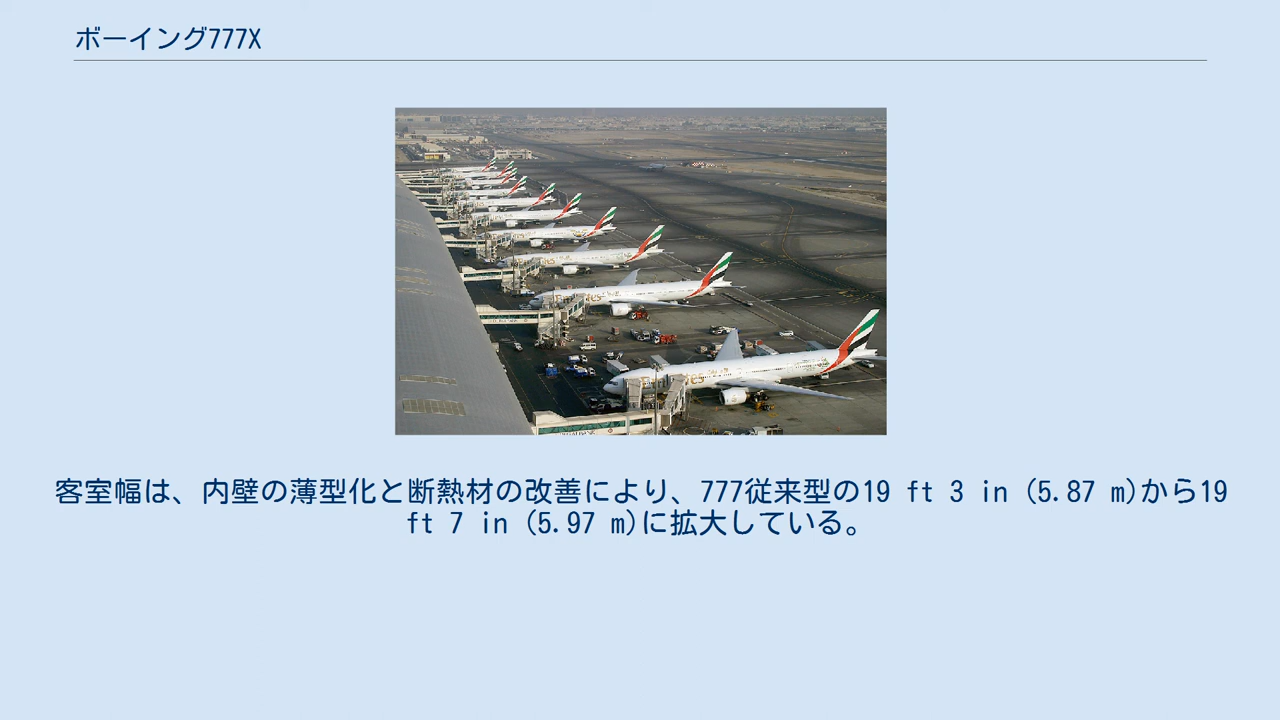 ボーイング777X
客室幅は、内壁の薄型化と断熱材の改善により、777従来型の19 ft 3 in (5.87 m)から19
ft 7 in (5.97 m)に拡大している。